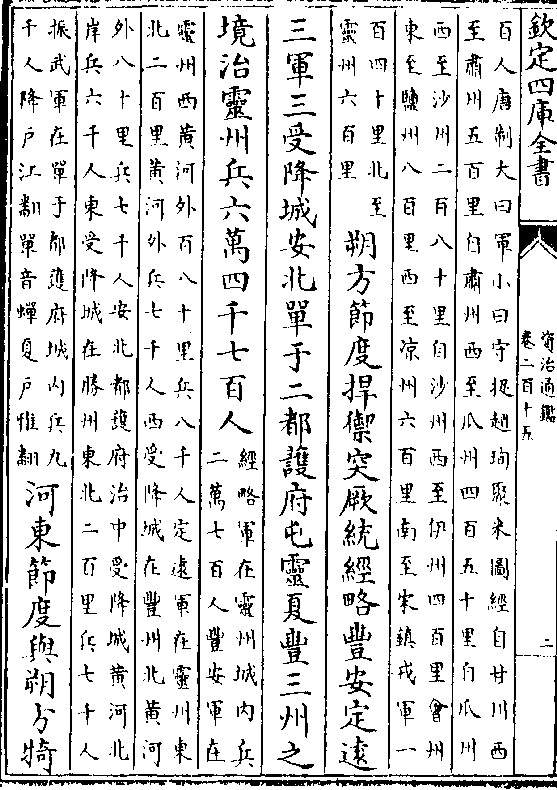 欽定四庫全書
資治通鑑
卷二百十五
二
百人唐制大曰軍小曰守捉趙珣聚米圖經自甘州西
至肅州五百里自肅州西至瓜州四百五十里自瓜州
西至沙州二百八十里自沙州西至伊州四百里會州
東至鹽州八百里西至凉州六百里南至宋鎮戎軍一
百四十里北至
靈州六百里
朔方節度捍禦突厥統經略豐安定遠
三軍三受降城安北單于二都護府屯靈夏豐三州之
境治靈州兵六萬四千七百人
經略軍在靈州城内兵
二萬七百人豐安軍在
靈州西黄河外百八十里兵八千人定遠軍在靈州東
北二百里黄河外兵七千人西受降城在豐州北黄河
外八十里兵七千人安北都護府治中受降城黄河北
岸兵六千人東受降城在勝州東北二百里兵七千人
振武軍在單于都護府城内兵九
千人降户江翻單音蟬夏户雅翻
河東節度與朔方犄